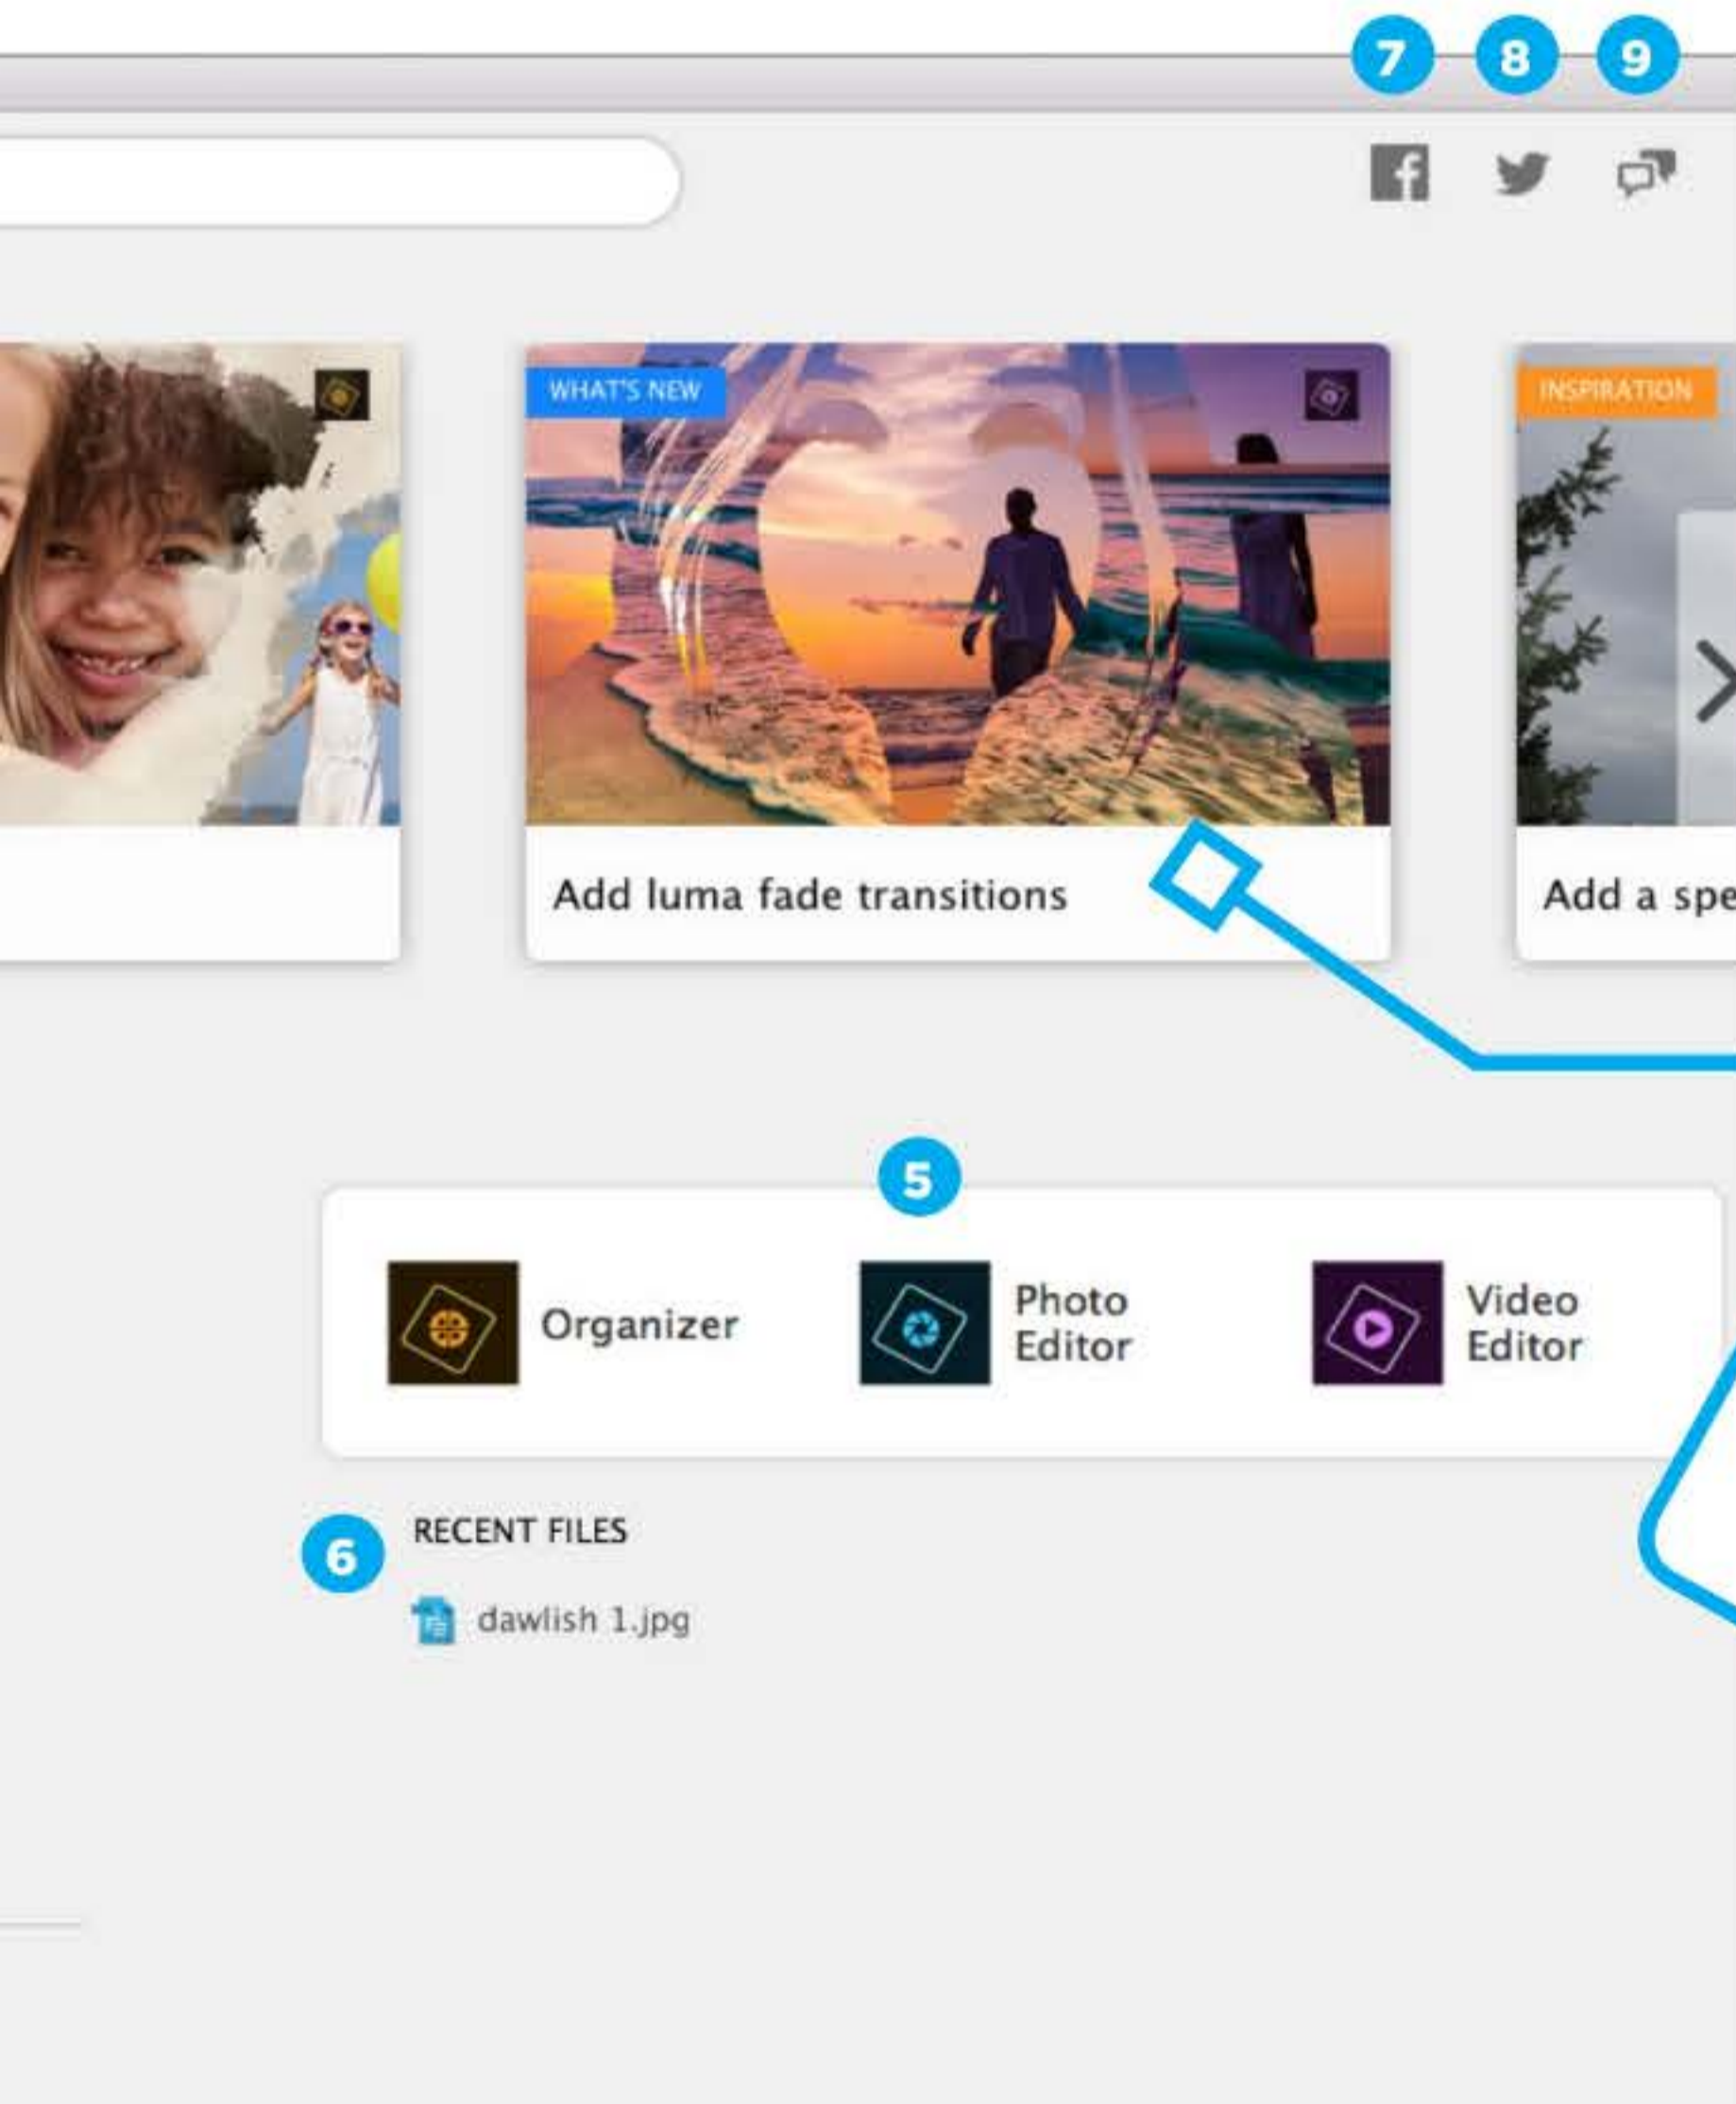 7 8 9
WHAT'S NEW
INSPIRATION
Add luma fade transitions
Add a spe
5
Organizer
Photo
Editor
Video
Editor
6
RECENT FILES
dawlish 1.jpg